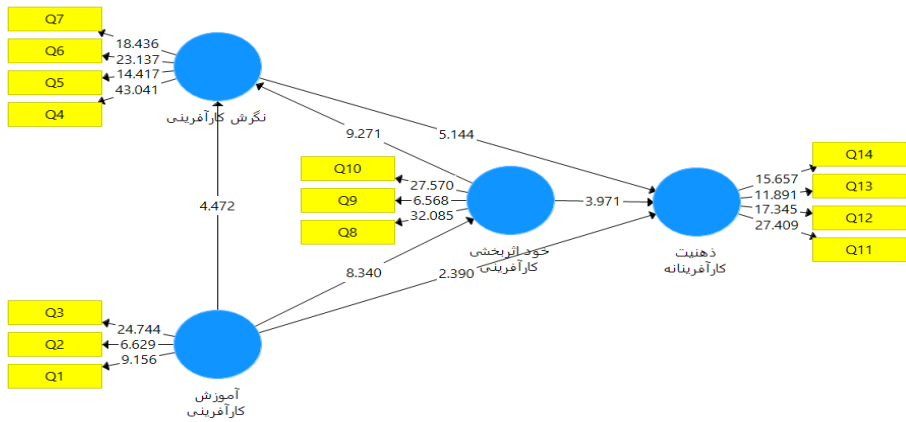 Q7
Q6
Q5
Q4
18.436
23.137
14.417
43.041
نگرش کارآفرینی
9.271
5.144
4.472
Q10
Q9
Q8
27.570
6.568
32.085
خود اثربخشی
کارآفرینی
3.971
8.340
2.390
Q14
Q13
Q12
Q11
15.657
11.891
17.345
27.409
ذهنیت
کارآفرینانه
Q3
Q2
Q1
24.744
6.629
9.156
آموزش
کارآفرینی